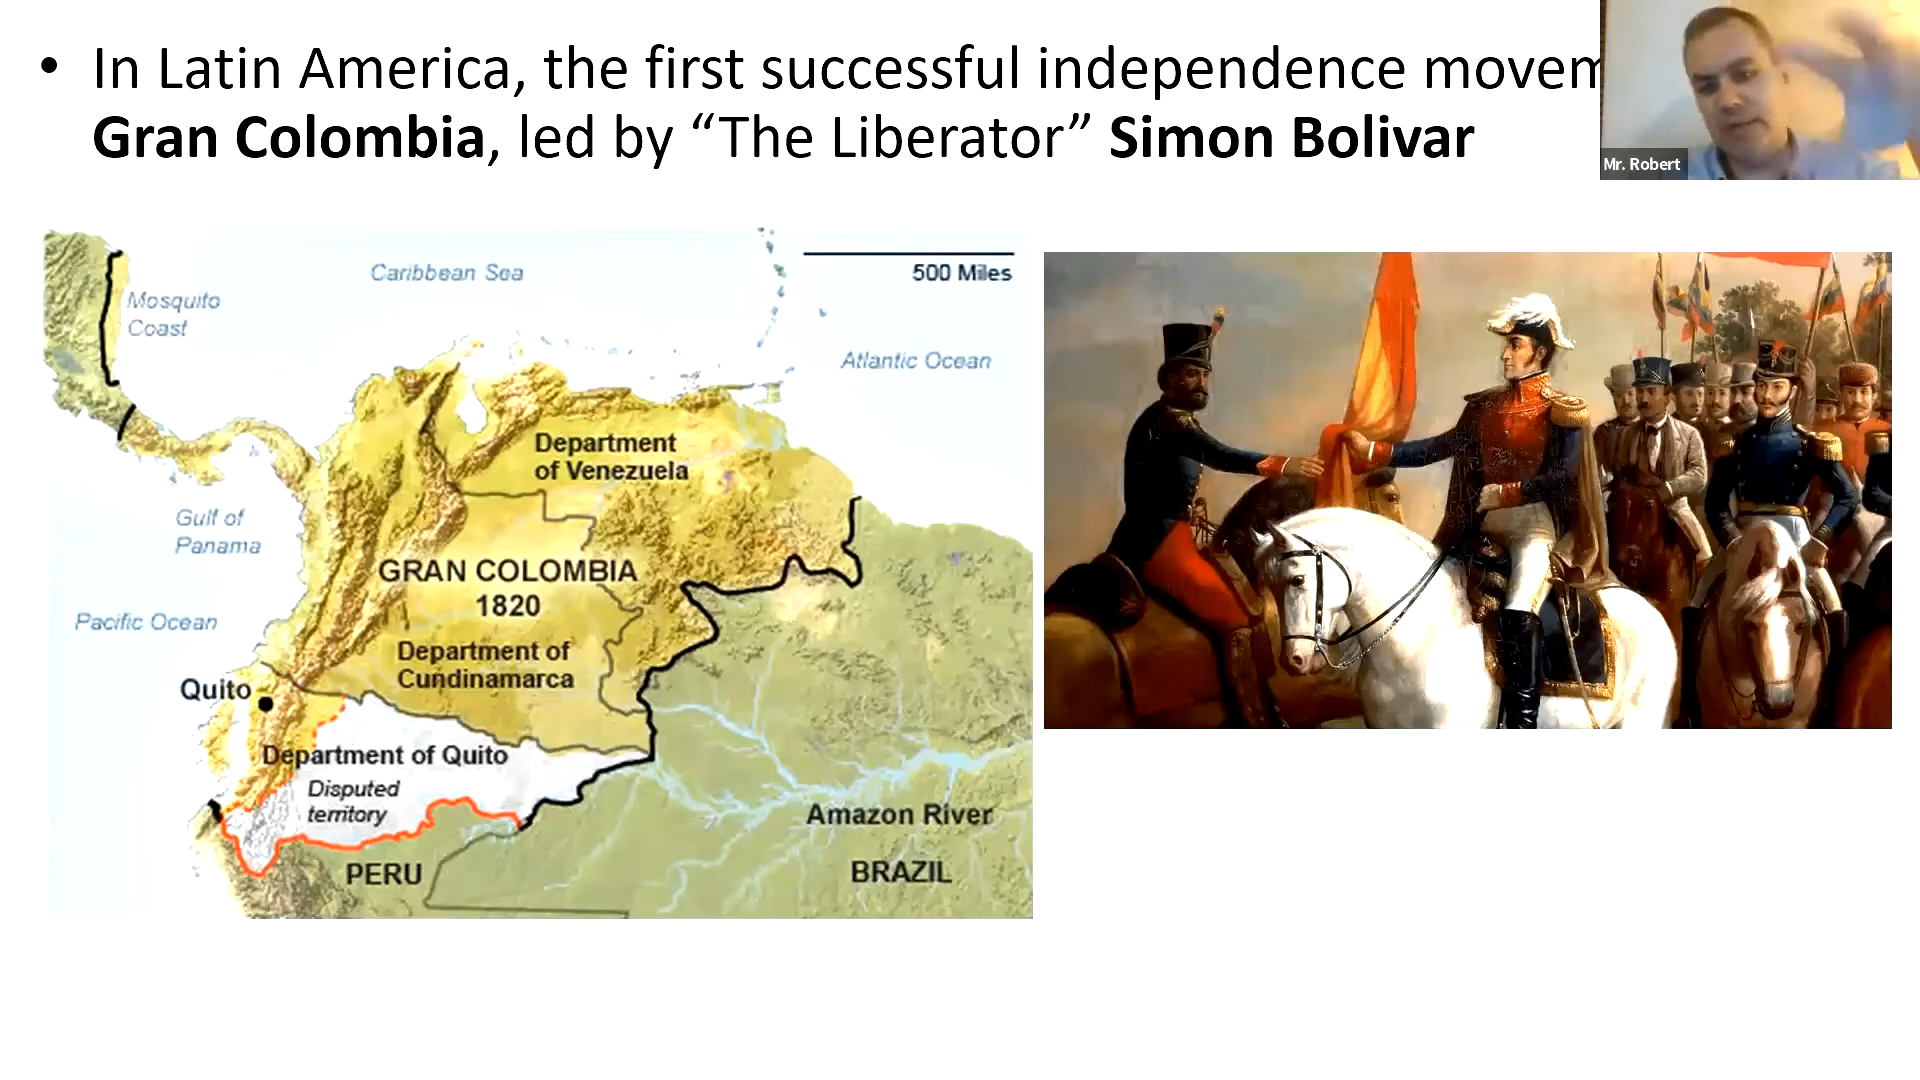 • In Latin America, the first successful independence
Gran Colombia, led by “The Liberator” Simon Bolivar
Mr. Robert
Caribbean Sea
500 Miles
Mosquito
Coast
Atlantic Ocean
Department
of Venezuela
Gulf of
Panama
GRAN COLOMBIA
1820
Pacific Ocean
Department of
Cundinamarca
Quito
Department of Quito
Disputed
territory
Amazon River
PERU
BRAZIL